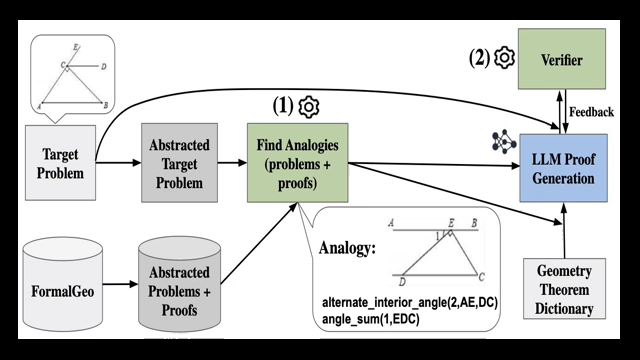 (2)
Verifier
Feedback
E
C
D
A
B
(1)
Target
Problem
Abstracted
Target
Problem
Find Analogies
(problems +
proofs)
LLM Proof
Generation
FormalGeo
Abstracted
Problems +
Proofs
Analogy:
A
E
B
1
D
C
alternate_interior_angle(2,AE,DC)
angle_sum(1,EDC)
Geometry
Theorem
Dictionary